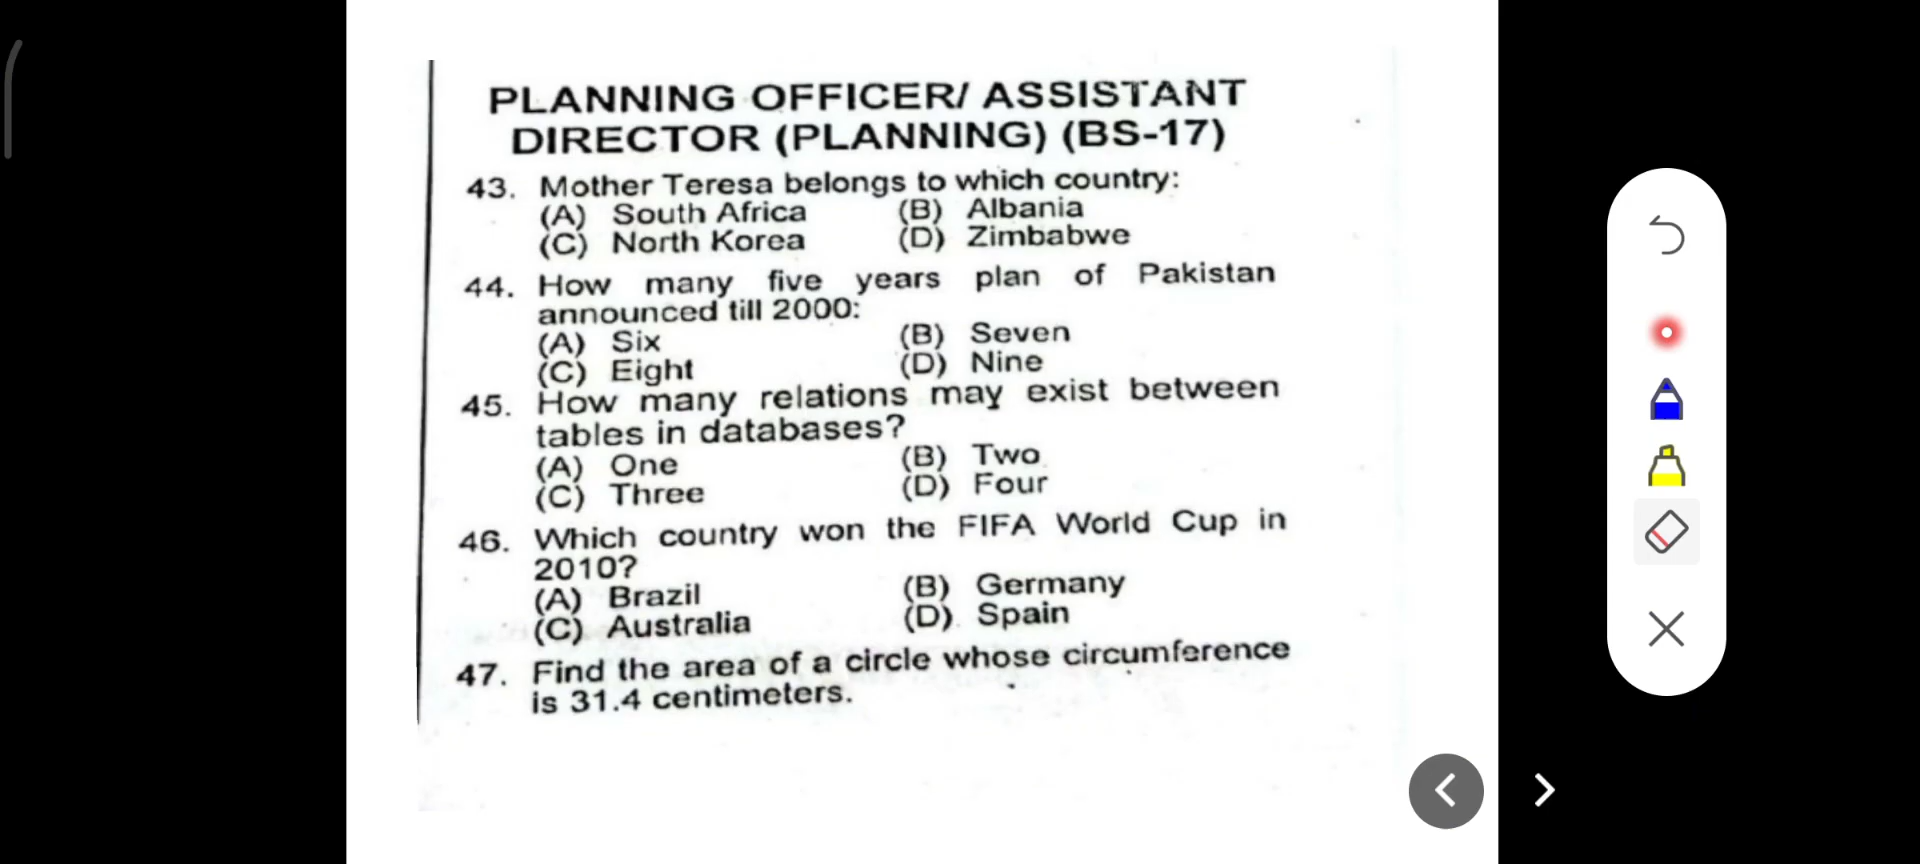 PLANNING OFFICER/ ASSISTANT
DIRECTOR (PLANNING) (BS-17)
43. Mother Teresa belongs to which country:
(A) South Africa (B) Albania
(C) North Korea (D) Zimbabwe
44. How many five years plan of Pakistan
announced till 2000:
(A) Six (B) Seven
(C) Eight (D) Nine
45. How many relations may exist between
tables in databases?
(A) One (B) Two
(C) Three (D) Four
46. Which country won the FIFA World Cup in
2010?
(A) Brazil (B) Germany
(C) Australia (D) Spain
47. Find the area of a circle whose circumference
is 31.4 centimeters.